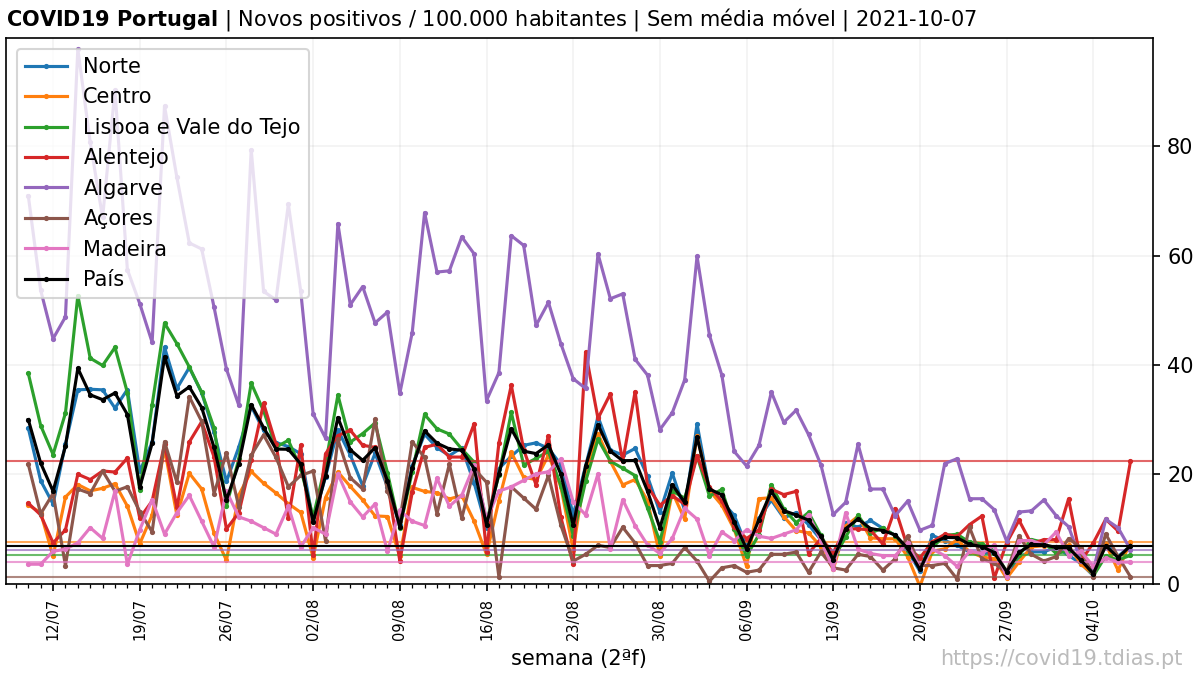 COVID19 Portugal | Novos positivos / 100.000 habitantes | Sem média móvel | 2021-10-07
Norte
Centro
Lisboa e Vale do Tejo
Alentejo
Algarve
Açores
Madeira
País
80
60
40
20
0
12/07
19/07
26/07
02/08
09/08
16/08
23/08
30/08
06/09
13/09
20/09
27/09
04/10
semana (2ªf)
https://covid19.tdias.pt